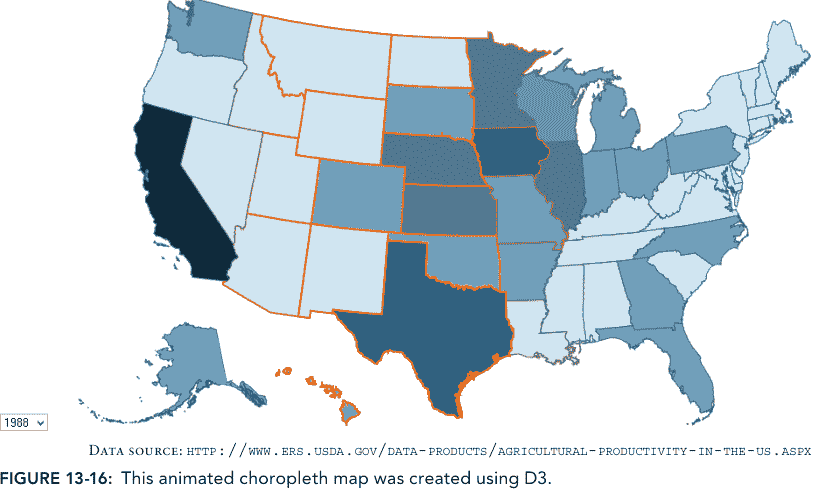 1988
DATA SOURCE: HTTP://WWW.ERS.USDA.GOV/DATA-PRODUCTS/AGRICULTURAL-PRODUCTIVITY-IN-THE-US.ASPX
FIGURE 13-16: This animated choropleth map was created using D3.